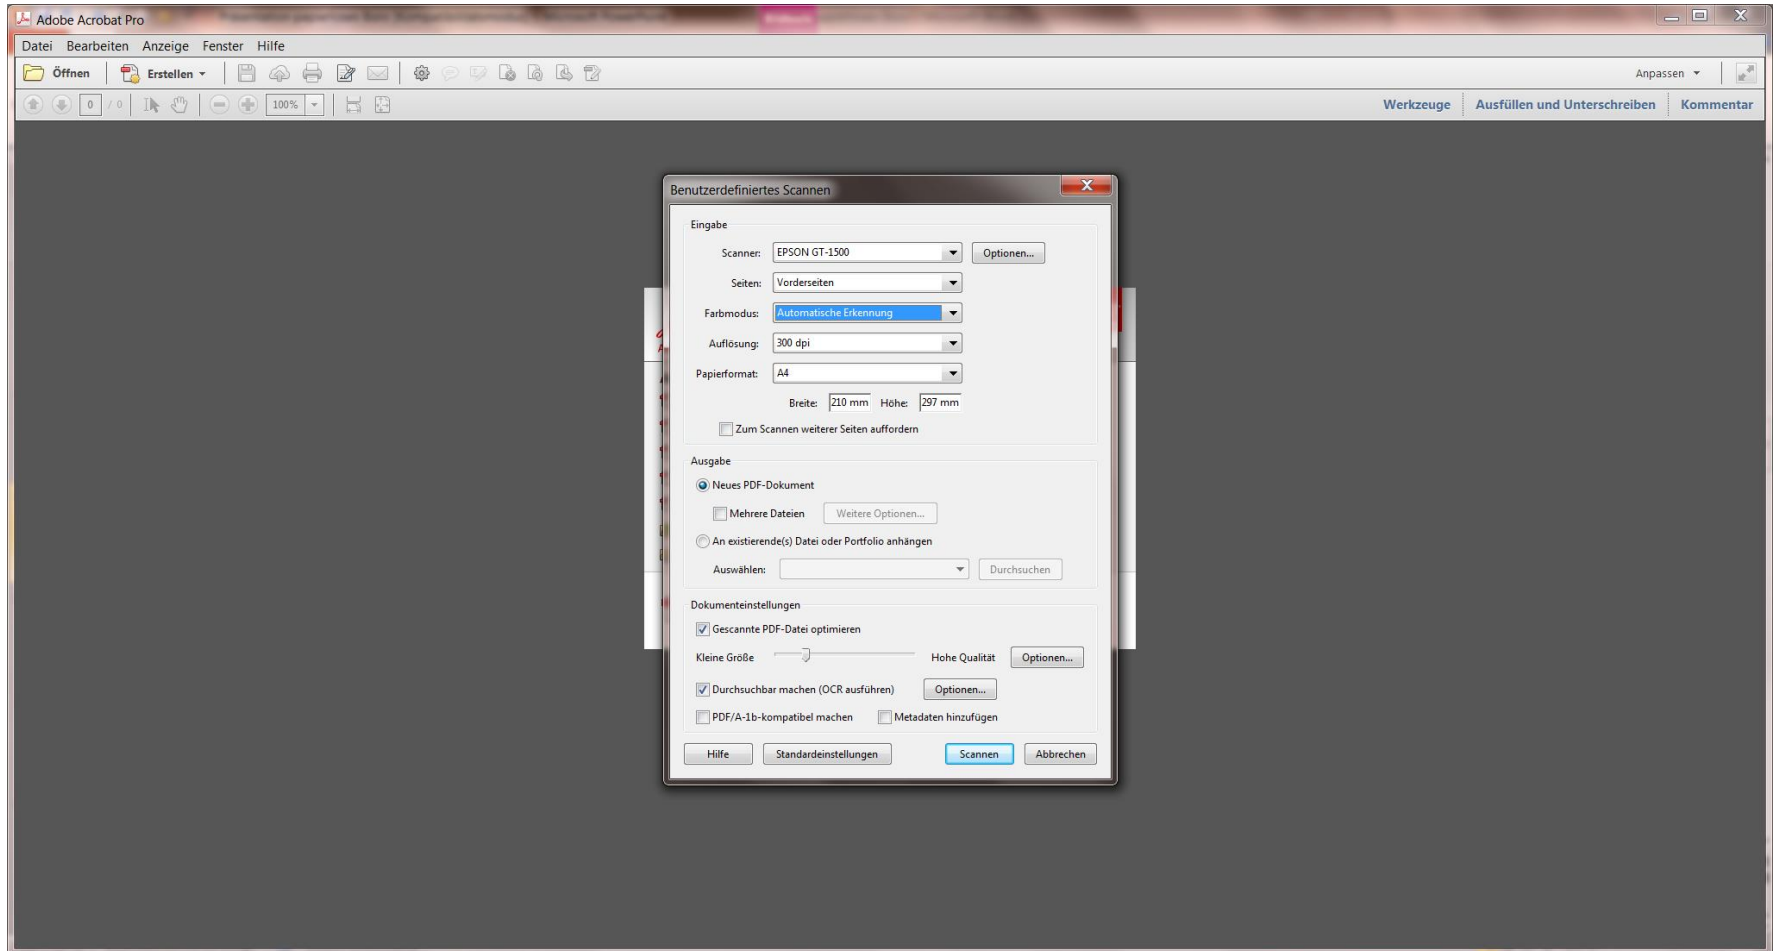 Adobe Acrobat Pro
Datei Bearbeiten Anzeige Fenster Hilfe
Öffnen Erstellen Anpassen
0 / 0 100% Werkzeuge Ausfüllen und Unterschreiben Kommentar
Benutzerdefiniertes Scannen
Eingabe
Scanner: EPSON GT-1500 Optionen...
Seiten: Vorderseiten
Farbmodus: Automatische Erkennung
Auflösung: 300 dpi
Papierformat: A4
Breite: 210 mm Höhe: 297 mm
Zum Scannen weiterer Seiten auffordern
Ausgabe
Neues PDF-Dokument
Mehrere Dateien Weitere Optionen...
An existierende(s) Datei oder Portfolio anhängen
Auswählen: Durchsuchen
Dokumenteinstellungen
Gescannte PDF-Datei optimieren
Kleine Größe Hohe Qualität Optionen...
Durchsuchbar machen (OCR ausführen) Optionen...
PDF/A-1b-kompatibel machen Metadaten hinzufügen
Hilfe Standardeinstellungen Scannen Abbrechen